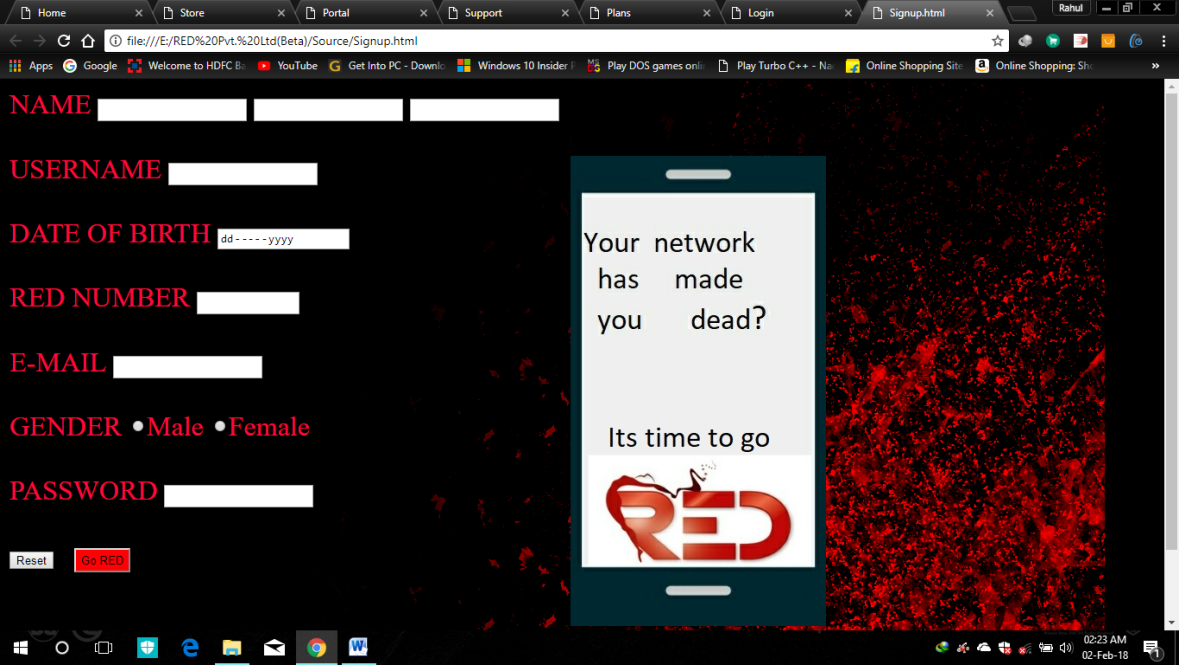 Home Store Portal Support Plans Login Signup.html Rahul
file:///E:/RED%20Pvt.%20Ltd(Beta)/Source/Signup.html
Apps Google Welcome to HDFC Ba YouTube Get Into PC - Downlo Windows 10 Insider P Play DOS games onli Play Turbo C++ - Nac Online Shopping Site Online Shopping: Sho »
NAME
USERNAME
DATE OF BIRTH dd-----yyyy
RED NUMBER
E-MAIL
GENDER Male Female
PASSWORD
Reset Go RED
Your network
has made
you dead?
Its time to go
RED
02:23 AM
02-Feb-18
1